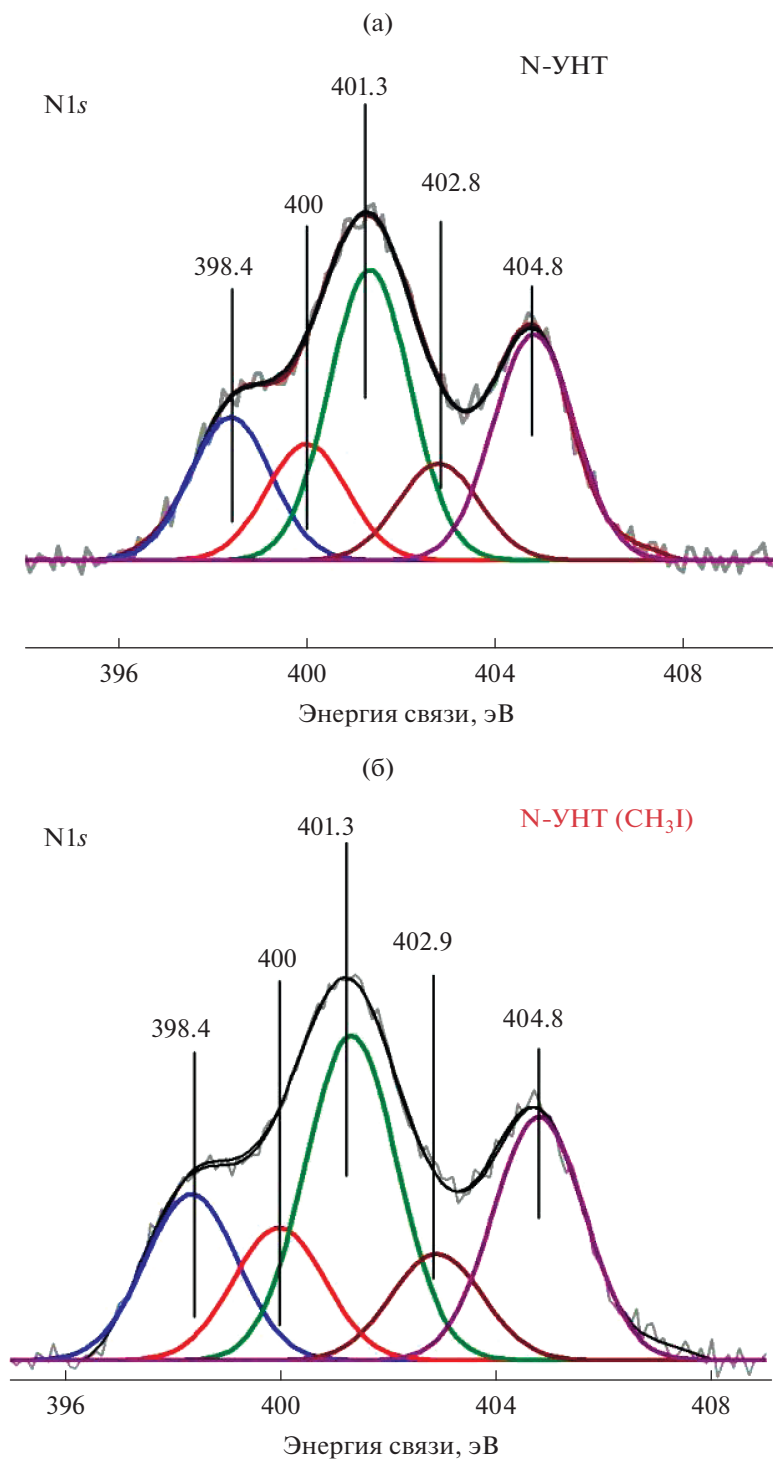 (а)
N1s
N-УНТ
401.3
402.8
400
398.4
404.8
396
400
404
408
Энергия связи, эВ
(б)
N1s
N-УНТ (CH₃I)
401.3
402.9
400
398.4
404.8
396
400
404
408
Энергия связи, эВ